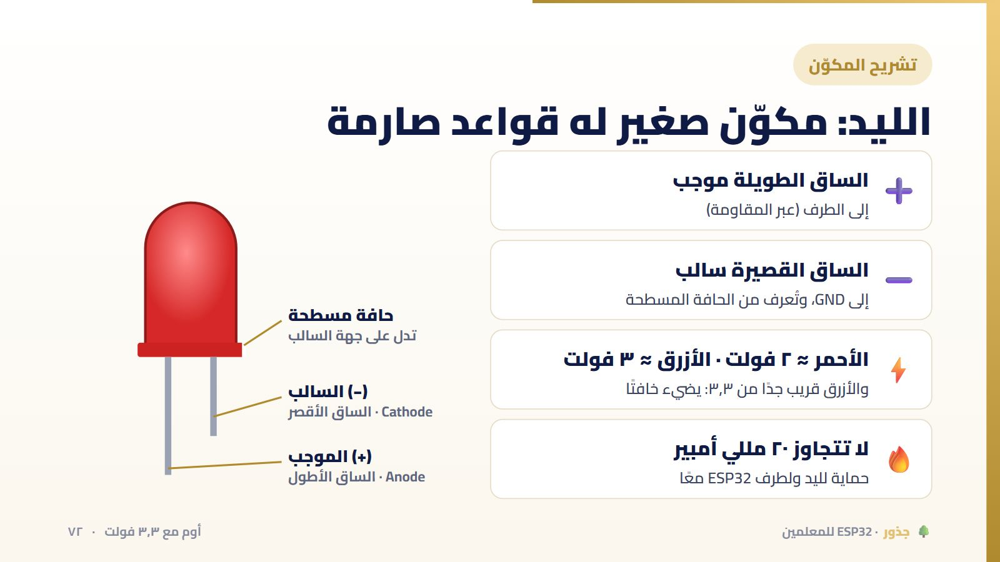 تشريح المكوّن
الليد: مكوّن صغير له قواعد صارمة
الساق الطويلة موجب
إلى الطرف (عبر المقاومة)
الساق القصيرة سالب
إلى GND، وتُعرف من الحافة المسطحة
الأحمر ≈ ٢ فولت · الأزرق ≈ ٣ فولت
والأزرق قريب جدًا من ٣٫٣: يضيء خافتًا
لا تتجاوز ٢٠ مللي أمبير
حماية لليد ولطرف ESP32 معًا
حافة مسطحة
تدل على جهة السالب
السالب (−)
Cathode · الساق الأقصر
الموجب (+)
Anode · الساق الأطول
جذور · ESP32 للمعلمين
أوم مع ٣٫٣ فولت · ٧٢